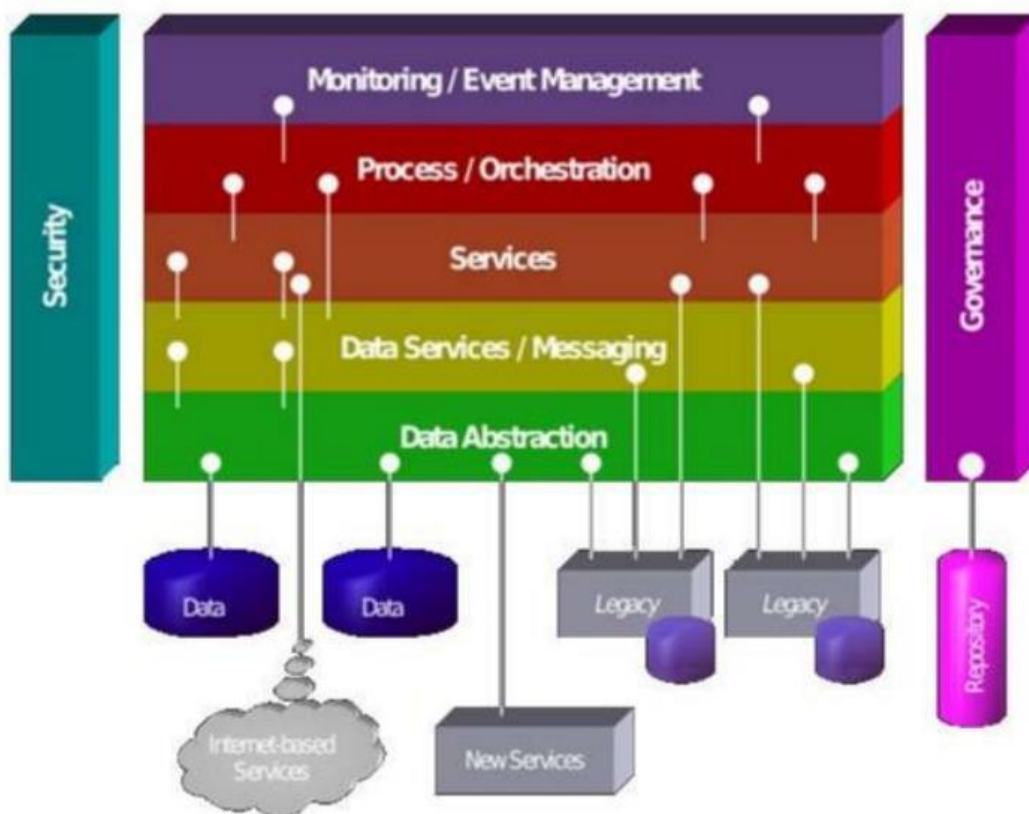 Monitoring / Event Management
Process / Orchestration
Services
Data Services / Messaging
Data Abstraction
Security
Governance
Data
Data
Legacy
Legacy
Repository
Internet-based
Services
New Services